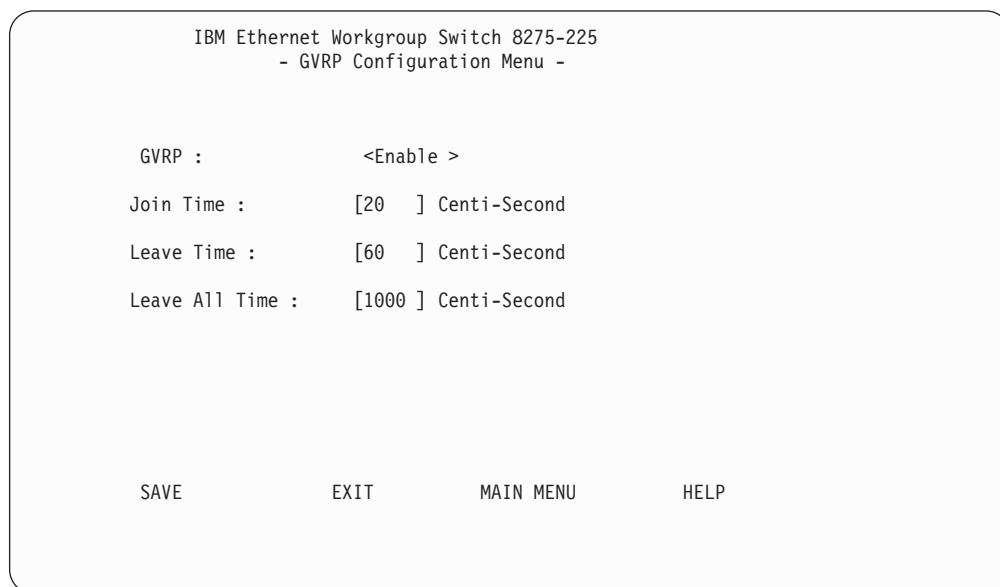 IBM Ethernet Workgroup Switch 8275-225
- GVRP Configuration Menu -
GVRP : <Enable >
Join Time : [20 ] Centi-Second
Leave Time : [60 ] Centi-Second
Leave All Time : [1000 ] Centi-Second
SAVE EXIT MAIN MENU HELP